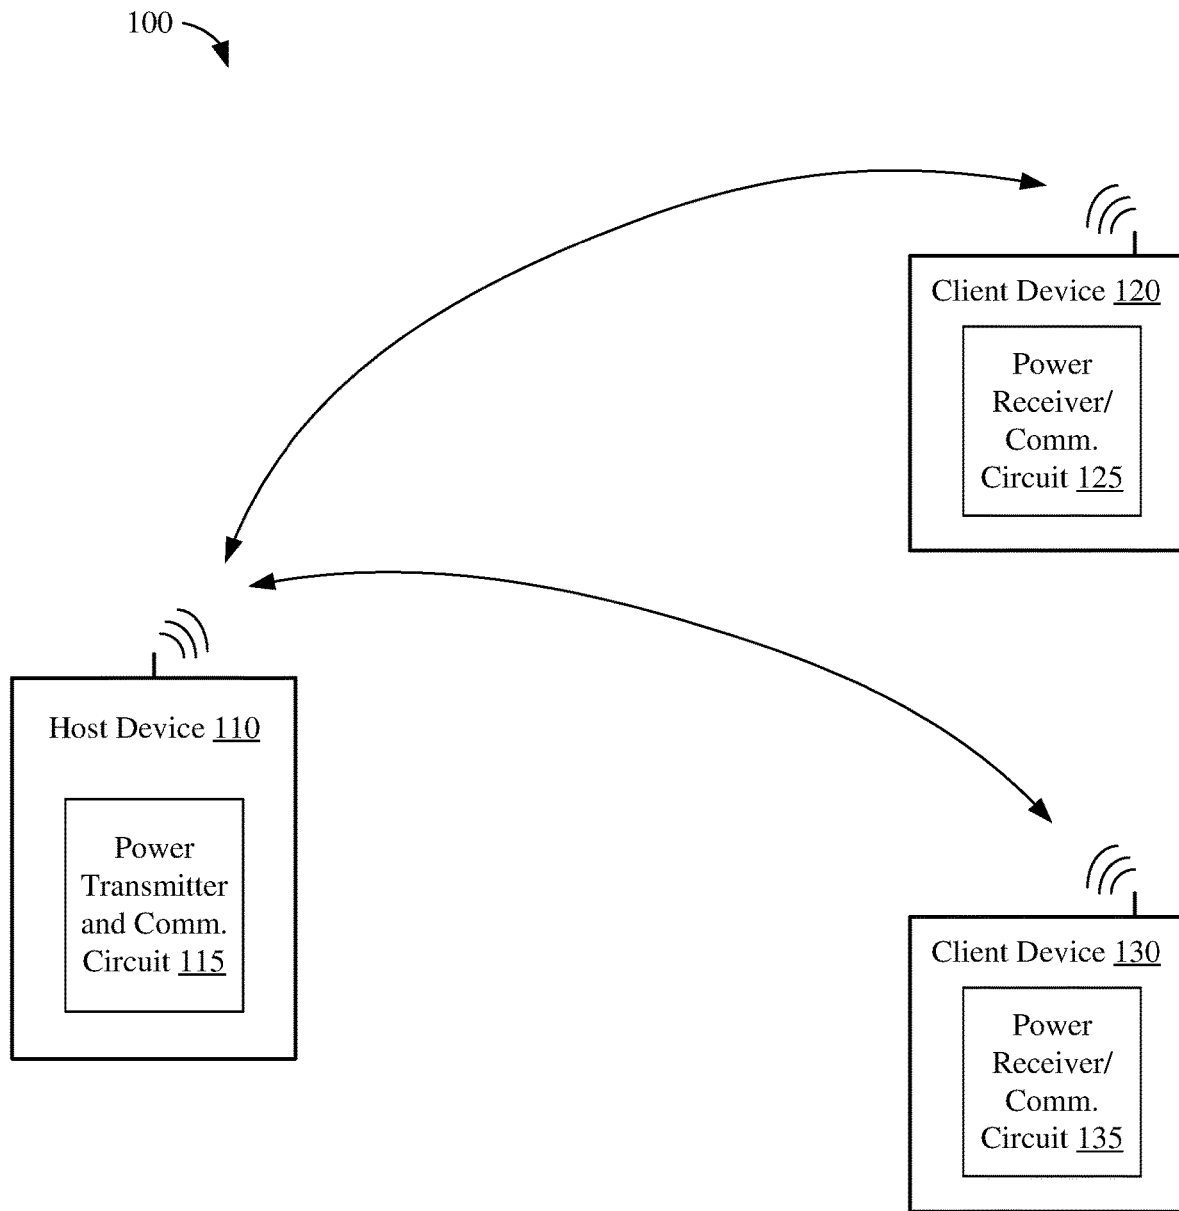 100
Client Device 120
Power
Receiver/
Comm.
Circuit 125
Host Device 110
Power
Transmitter
and Comm.
Circuit 115
Client Device 130
Power
Receiver/
Comm.
Circuit 135